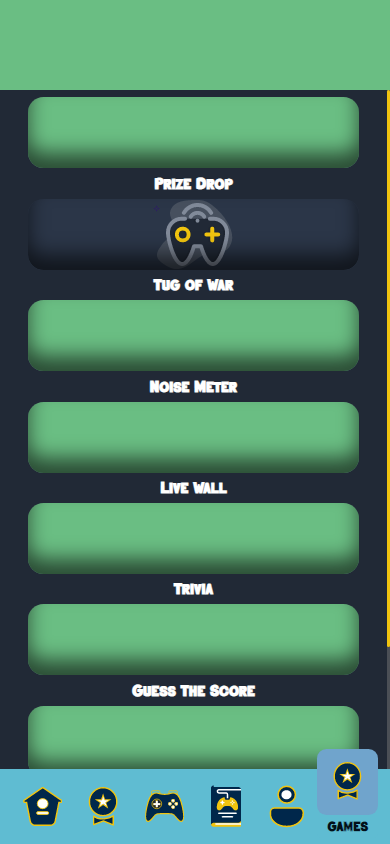 Prize Drop
Tug of War
Noise Meter
Live Wall
Trivia
Guess The Score
GAMES